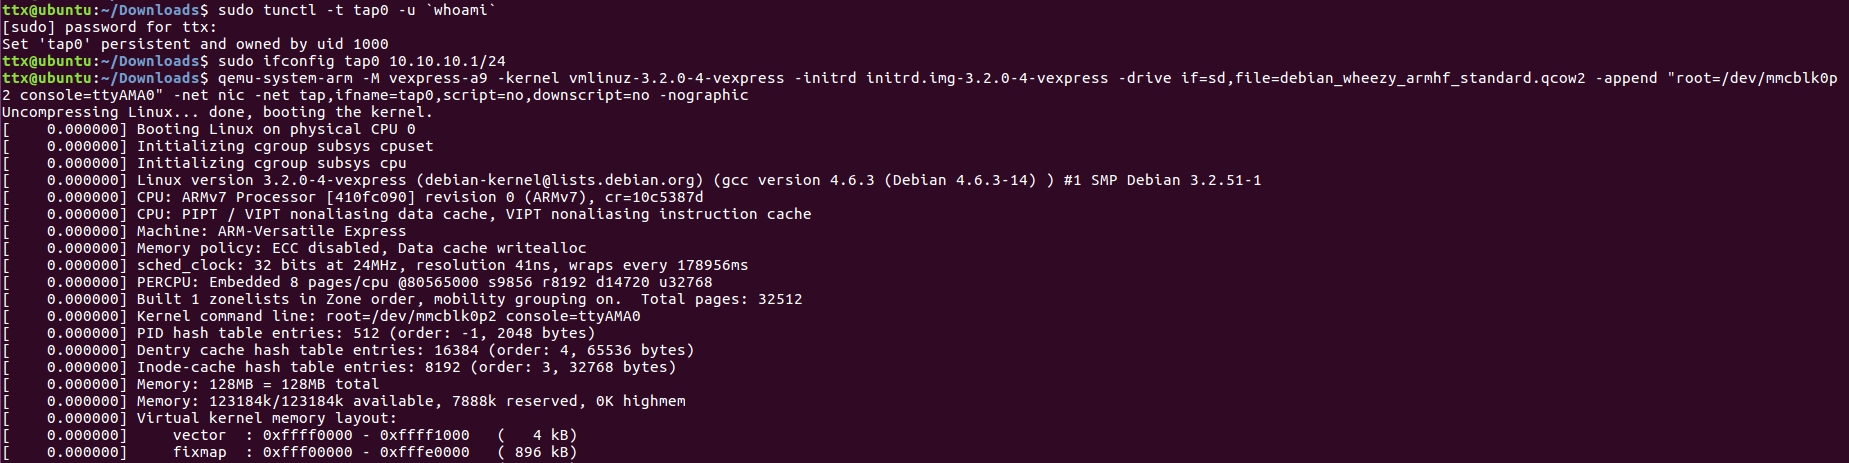 ttx@ubuntu:~/Downloads$ sudo tunctl -t tap0 -u `whoami`
[sudo] password for ttx:
Set 'tap0' persistent and owned by uid 1000
ttx@ubuntu:~/Downloads$ sudo ifconfig tap0 10.10.10.1/24
ttx@ubuntu:~/Downloads$ qemu-system-arm -M vexpress-a9 -kernel vmlinuz-3.2.0-4-vexpress -initrd initrd.img-3.2.0-4-vexpress -drive if=sd,file=debian_wheezy_armhf_standard.qcow2 -append "root=/dev/mmcblk0p
2 console=ttyAMA0" -net nic -net tap,ifname=tap0,script=no,downscript=no -nographic
Uncompressing Linux... done, booting the kernel.
[    0.000000] Booting Linux on physical CPU 0
[    0.000000] Initializing cgroup subsys cpuset
[    0.000000] Initializing cgroup subsys cpu
[    0.000000] Linux version 3.2.0-4-vexpress (debian-kernel@lists.debian.org) (gcc version 4.6.3 (Debian 4.6.3-14) ) #1 SMP Debian 3.2.51-1
[    0.000000] CPU: ARMv7 Processor [410fc090] revision 0 (ARMv7), cr=10c5387d
[    0.000000] CPU: PIPT / VIPT nonaliasing data cache, VIPT nonaliasing instruction cache
[    0.000000] Machine: ARM-Versatile Express
[    0.000000] Memory policy: ECC disabled, Data cache writealloc
[    0.000000] sched_clock: 32 bits at 24MHz, resolution 41ns, wraps every 178956ms
[    0.000000] PERCPU: Embedded 8 pages/cpu @80565000 s9856 r8192 d14720 u32768
[    0.000000] Built 1 zonelists in Zone order, mobility grouping on.  Total pages: 32512
[    0.000000] Kernel command line: root=/dev/mmcblk0p2 console=ttyAMA0
[    0.000000] PID hash table entries: 512 (order: -1, 2048 bytes)
[    0.000000] Dentry cache hash table entries: 16384 (order: 4, 65536 bytes)
[    0.000000] Inode-cache hash table entries: 8192 (order: 3, 32768 bytes)
[    0.000000] Memory: 128MB = 128MB total
[    0.000000] Memory: 123184k/123184k available, 7888k reserved, 0K highmem
[    0.000000] Virtual kernel memory layout:
[    0.000000]     vector  : 0xffff0000 - 0xffff1000   (   4 kB)
[    0.000000]     fixmap  : 0xfff00000 - 0xfffe0000   ( 896 kB)